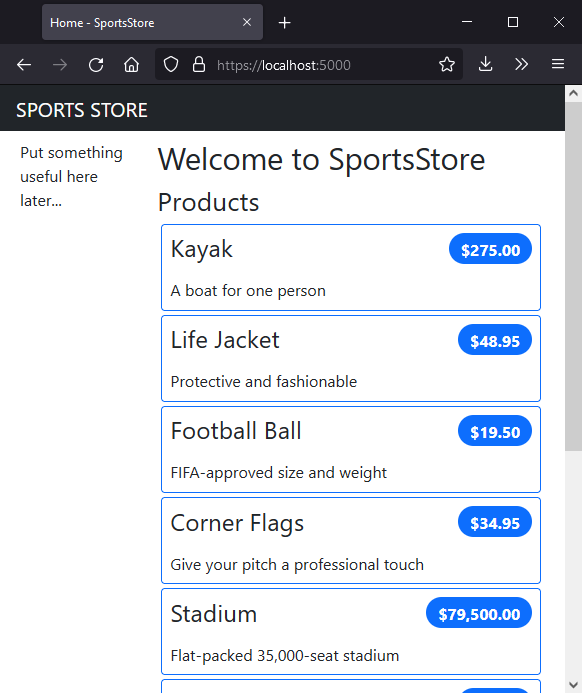 Home - SportsStore
https://localhost:5000
SPORTS STORE
Put something
useful here
later...
Welcome to SportsStore
Products
Kayak
$275.00
A boat for one person
Life Jacket
$48.95
Protective and fashionable
Football Ball
$19.50
FIFA-approved size and weight
Corner Flags
$34.95
Give your pitch a professional touch
Stadium
$79,500.00
Flat-packed 35,000-seat stadium